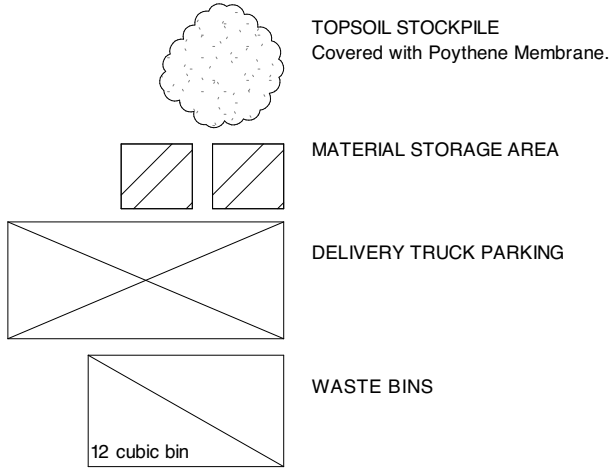 TOPSOIL STOCKPILE
Covered with Poythene Membrane.
MATERIAL STORAGE AREA
DELIVERY TRUCK PARKING
WASTE BINS
12 cubic bin